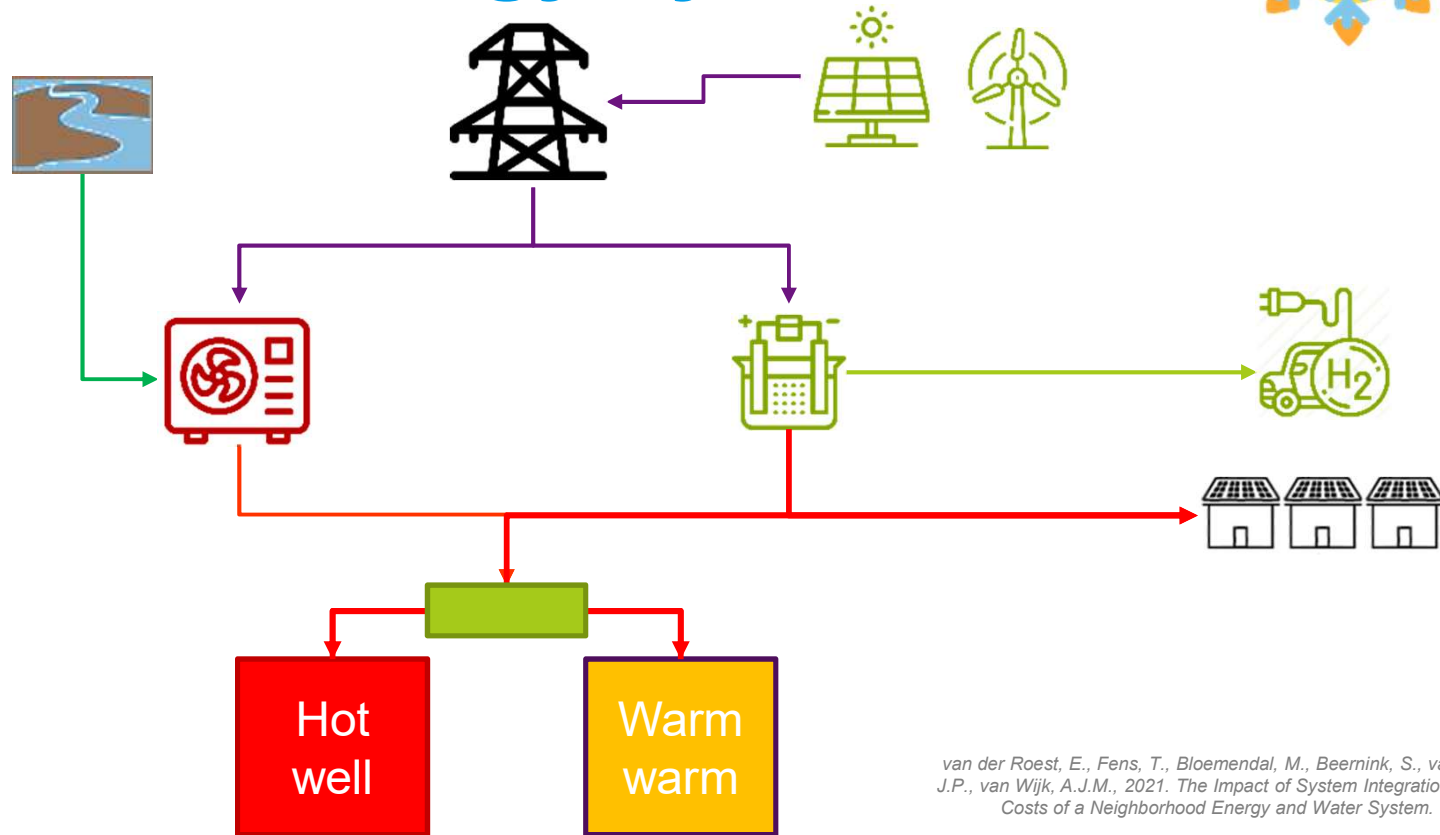 + -
H2
Hot
well
Warm
warm
van der Roest, E., Fens, T., Bloemendal, M., Beernink, S., va
J.P., van Wijk, A.J.M., 2021. The Impact of System Integratio
Costs of a Neighborhood Energy and Water System.